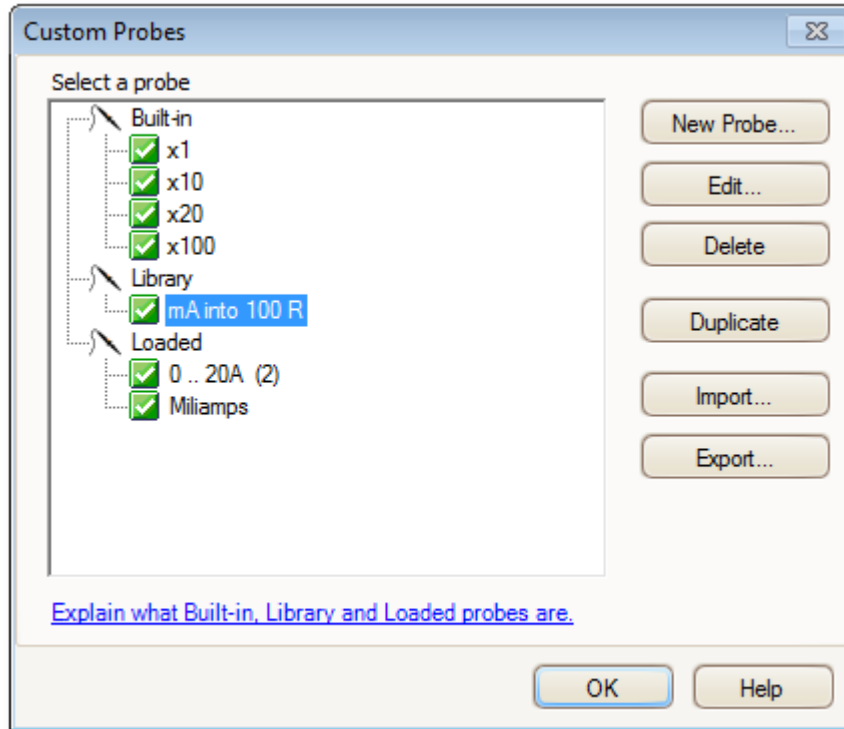 Custom Probes
Select a probe
Built-in
x1
x10
x20
x100
Library
mA into 100 R
Loaded
0 .. 20A (2)
Miliamps
New Probe...
Edit...
Delete
Duplicate
Import...
Export...
Explain what Built-in, Library and Loaded probes are.
OK
Help